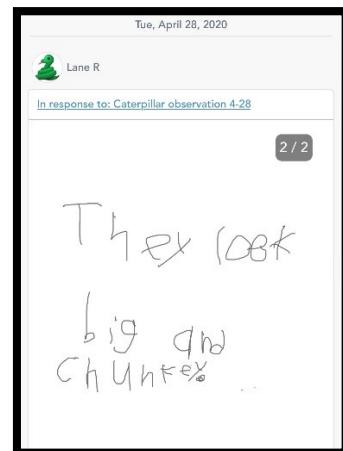 Tue, April 28, 2020
Lane R
In response to: Caterpillar observation 4-28
2 / 2
They look
big and
Chunkey.